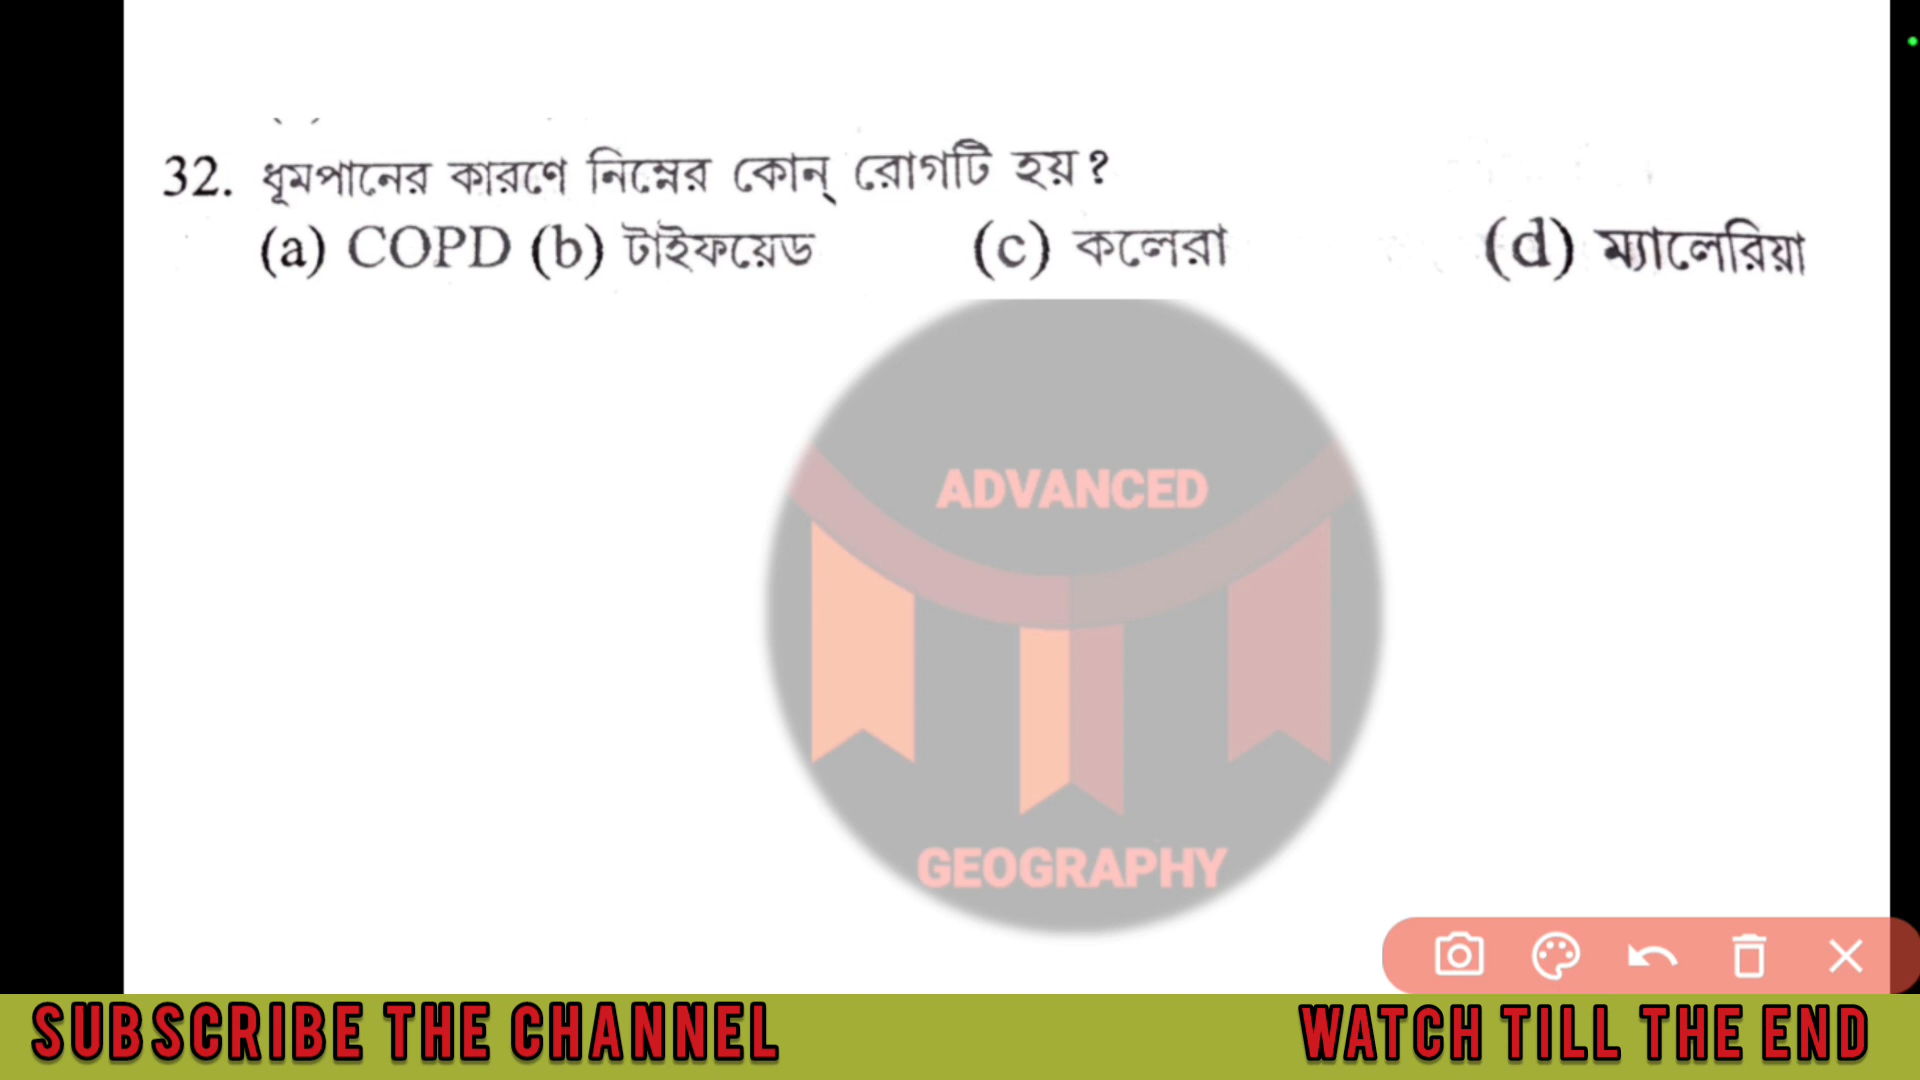 32. ধূমপানের কারণে নিম্নের কোন্ রোগটি হয়?
(a) COPD (b) টাইফয়েড (c) কলেরা (d) ম্যালেরিয়া
ADVANCED
GEOGRAPHY
SUBSCRIBE THE CHANNEL WATCH TILL THE END